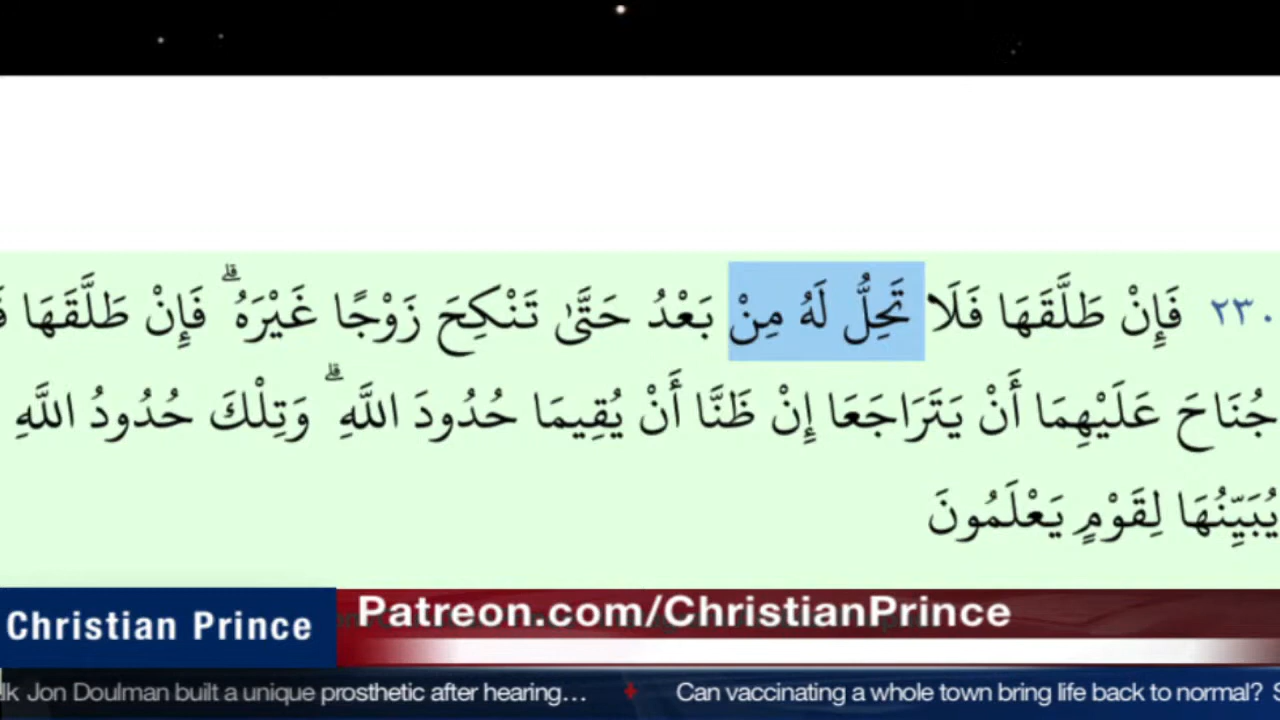 ٢٣٠ فَإِنْ طَلَّقَهَا فَلَا تَحِلُّ لَهُ مِنْ بَعْدُ حَتَّىٰ تَنْكِحَ زَوْجًا غَيْرَهُ ۗ فَإِنْ طَلَّقَهَا
جُنَاحَ عَلَيْهِمَا أَنْ يَتَرَاجَعَا إِنْ ظَنَّا أَنْ يُقِيمَا حُدُودَ اللَّهِ ۗ وَتِلْكَ حُدُودُ اللَّهِ
يُبَيِّنُهَا لِقَوْمٍ يَعْلَمُونَ
Christian Prince
Patreon.com/ChristianPrince
lk Jon Doulman built a unique prosthetic after hearing… Can vaccinating a whole town bring life back to normal?